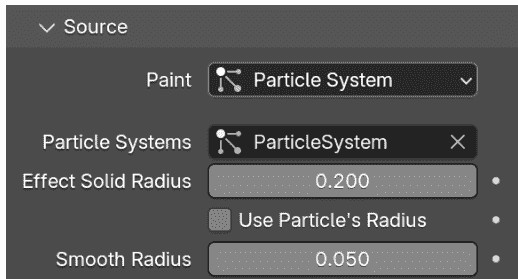 Source
Paint Particle System
Particle Systems ParticleSystem
Effect Solid Radius 0.200
Use Particle's Radius
Smooth Radius 0.050